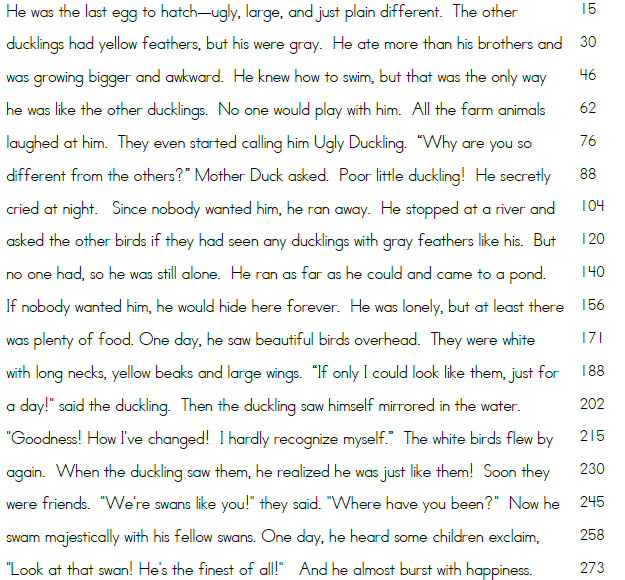 He was the last egg to hatch—ugly, large, and just plain different.  The other 15
ducklings had yellow feathers, but his were gray.  He ate more than his brothers and 30
was growing bigger and awkward.  He knew how to swim, but that was the only way 46
he was like the other ducklings.  No one would play with him.  All the farm animals 62
laughed at him.  They even started calling him Ugly Duckling.  "Why are you so 76
different from the others?" Mother Duck asked.  Poor little duckling!  He secretly 88
cried at night.   Since nobody wanted him, he ran away.  He stopped at a river and 104
asked the other birds if they had seen any ducklings with gray feathers like his.  But 120
no one had, so he was still alone.  He ran as far as he could and came to a pond. 140
If nobody wanted him, he would hide here forever.  He was lonely, but at least there 156
was plenty of food. One day, he saw beautiful birds overhead.  They were white 171
with long necks, yellow beaks and large wings.  "If only I could look like them, just for 188
a day!" said the duckling.  Then the duckling saw himself mirrored in the water. 202
"Goodness! How I've changed!  I hardly recognize myself."  The white birds flew by 215
again.  When the duckling saw them, he realized he was just like them!  Soon they 230
were friends.  "We're swans like you!" they said. "Where have you been?"  Now he 245
swam majestically with his fellow swans. One day, he heard some children exclaim, 258
"Look at that swan! He's the finest of all!"   And he almost burst with happiness. 273